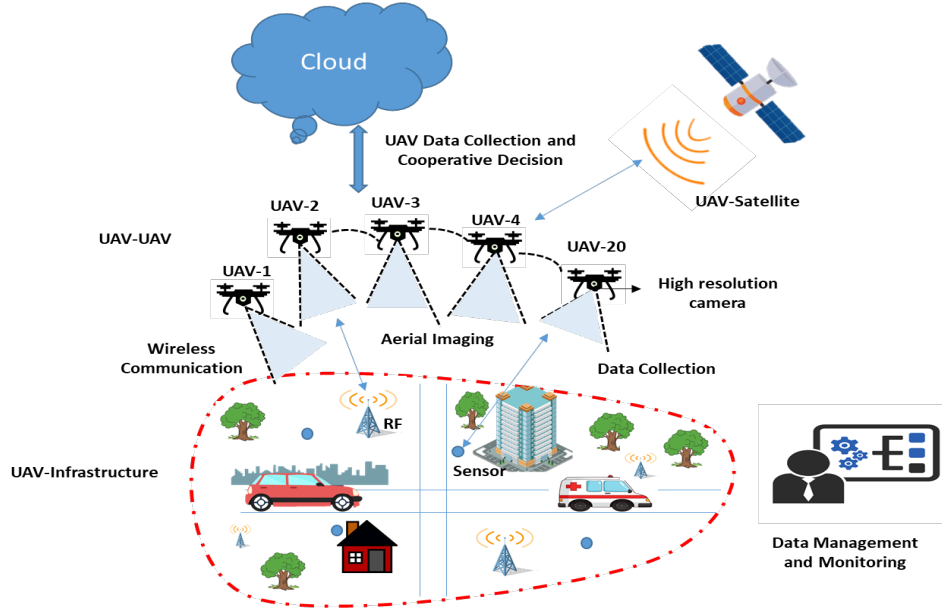 Cloud
UAV Data Collection and
Cooperative Decision
UAV-Satellite
UAV-2
UAV-3
UAV-4
UAV-UAV
UAV-20
UAV-1
High resolution
camera
Aerial Imaging
Wireless
Communication
Data Collection
RF
UAV-Infrastructure
Sensor
Data Management
and Monitoring